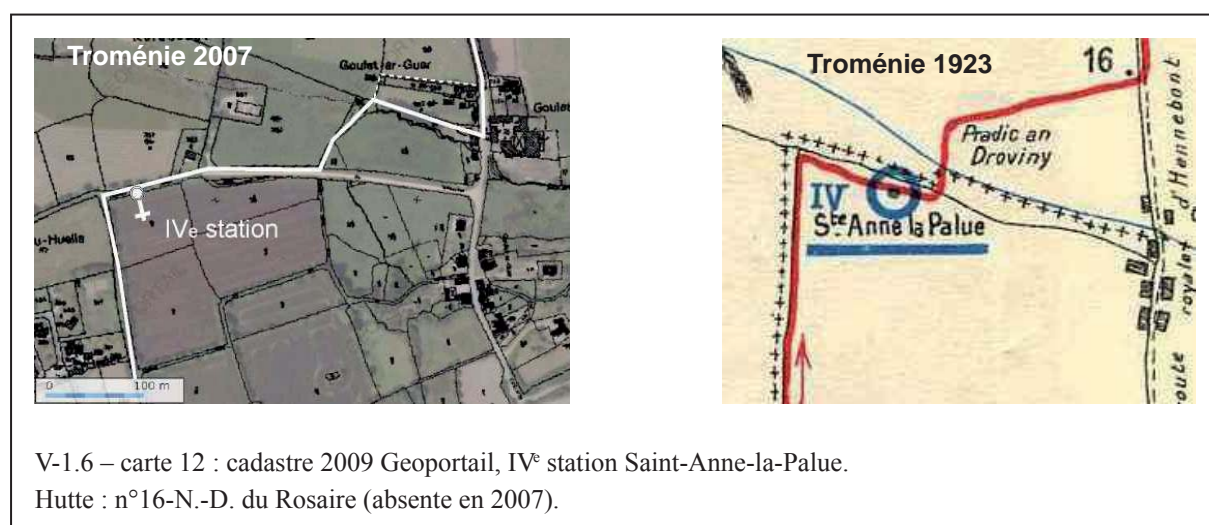 Troménie 2007
Goulet-ar-Guer
Goulet
IVe station
u-Huella
0 100 m
Troménie 1923
16.
Pradic an
Droviny
d'Hennebont
royale
route
IV
Ste Anne la Palue
V-1.6 – carte 12 : cadastre 2009 Geoportail, IVe station Saint-Anne-la-Palue.
Hutte : n°16-N.-D. du Rosaire (absente en 2007).